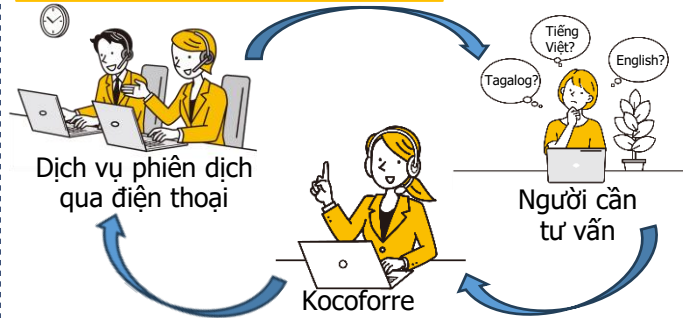 Tiếng
Việt?
English?
Tagalog?
Dịch vụ phiên dịch
qua điện thoại
Người cần
tư vấn
Kocoforre